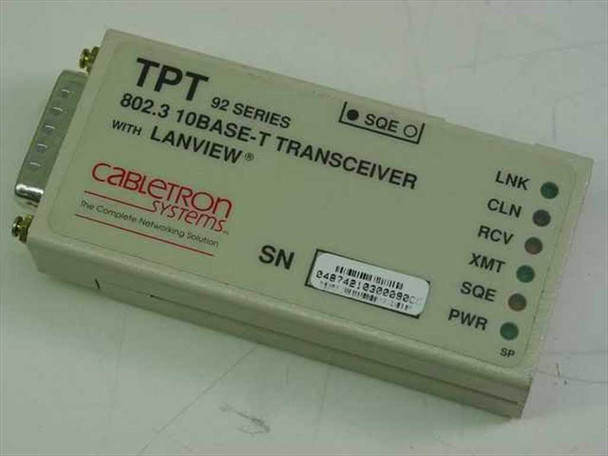 TPT 92 SERIES
802.3 10BASE-T TRANSCEIVER
WITH LANVIEW®
SQE
CABLETRON
SYSTEMS
The Complete Networking Solution
SN
LNK
CLN
RCV
XMT
SQE
PWR
SP